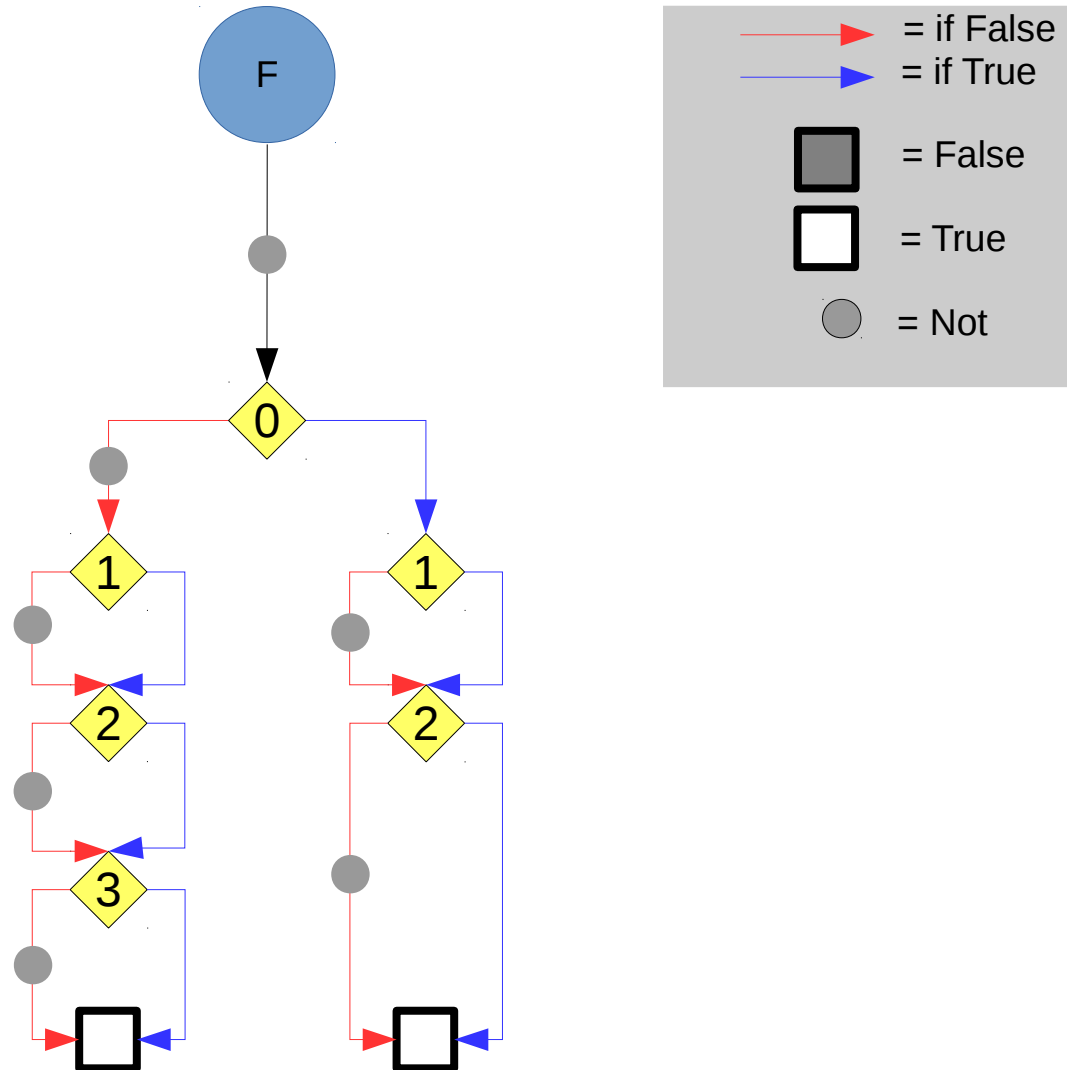 F
= if False
= if True
= False
= True
= Not
0
1
1
2
2
3